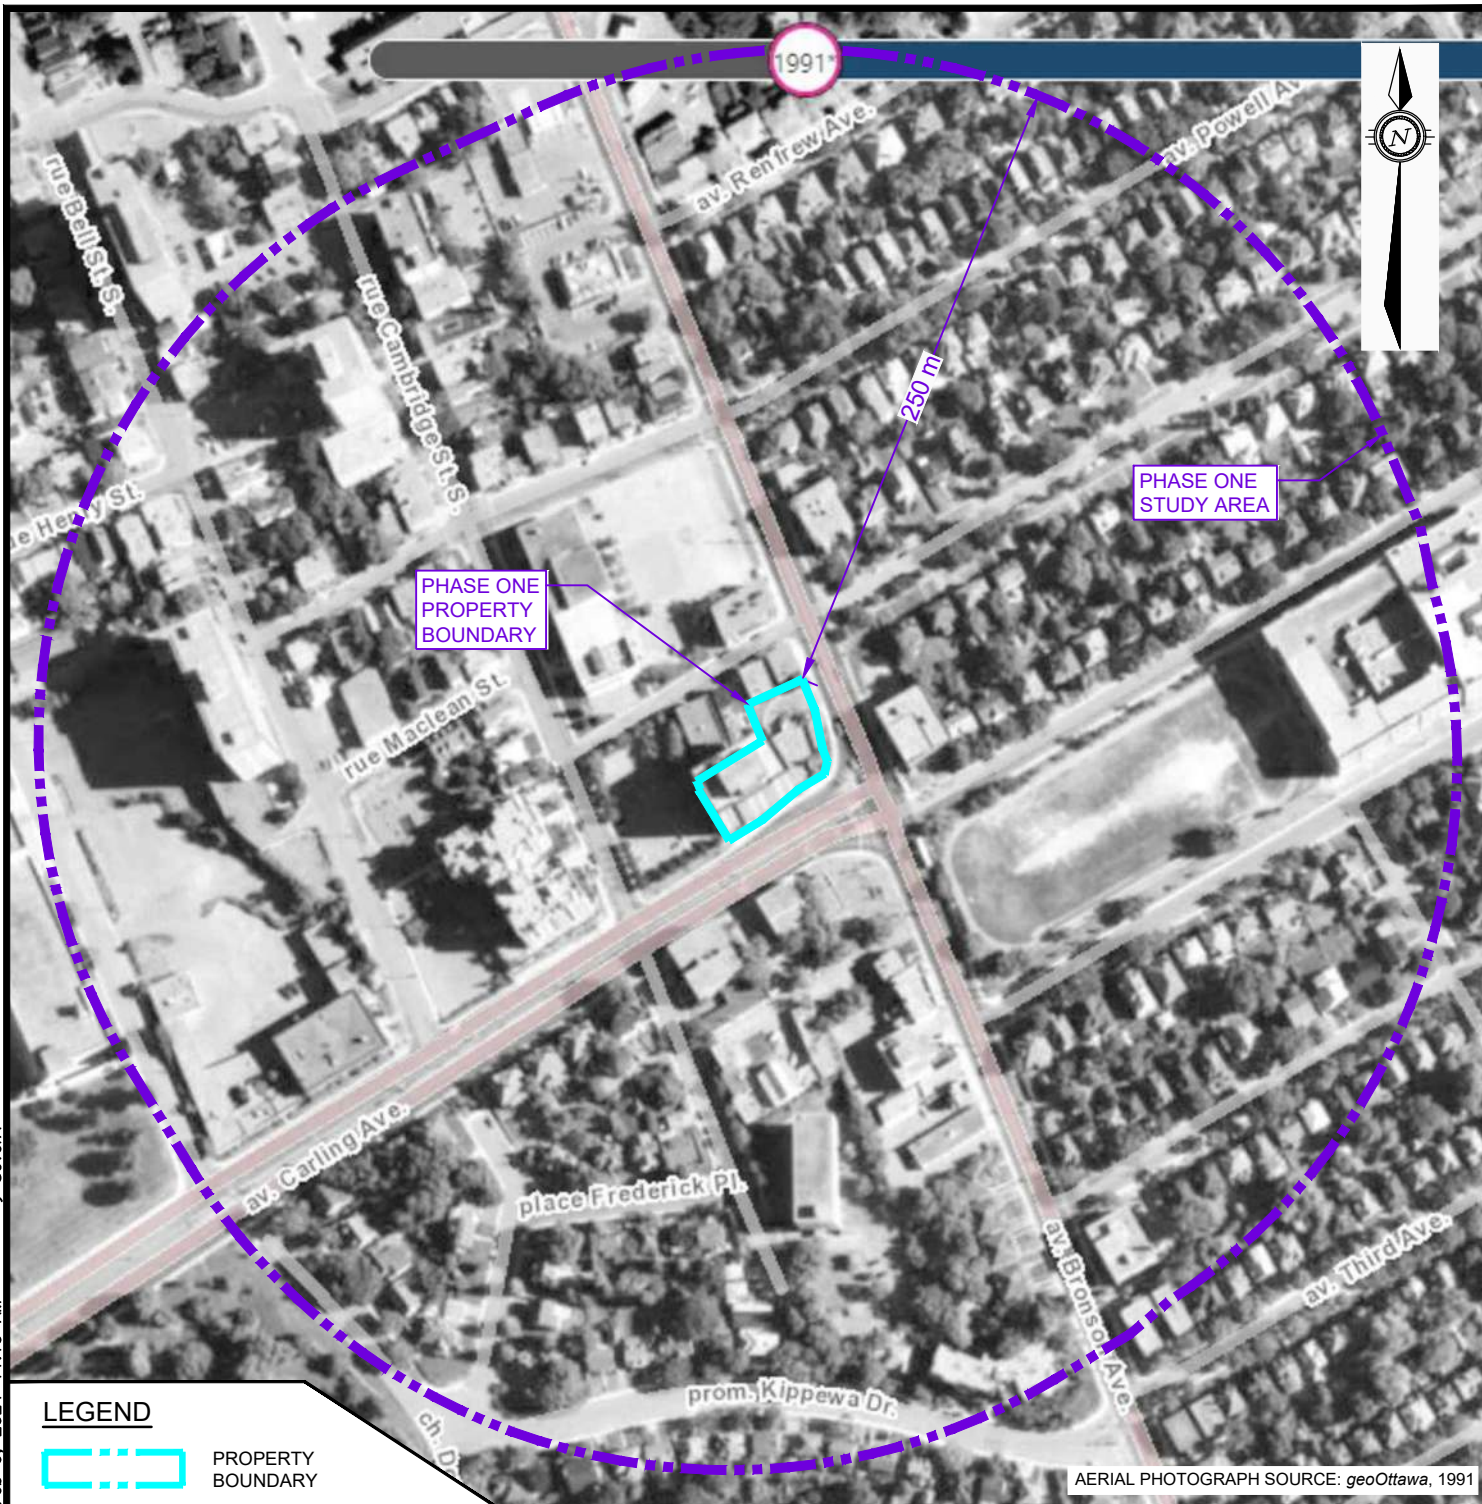 1991*
N
av. Renfrew Ave.
av. Powell
rue Bell St. S.
rue Cambridge St. S.
250 m
PHASE ONE
STUDY AREA
Henry St.
PHASE ONE
PROPERTY
BOUNDARY
rue Maclean St.
av. Carling Ave.
place Frederick Pl.
av. Bronson Ave.
av. Third Ave.
prom. Kippewa Dr.
ch. D
LEGEND
PROPERTY
BOUNDARY
AERIAL PHOTOGRAPH SOURCE: geoOttawa, 1991